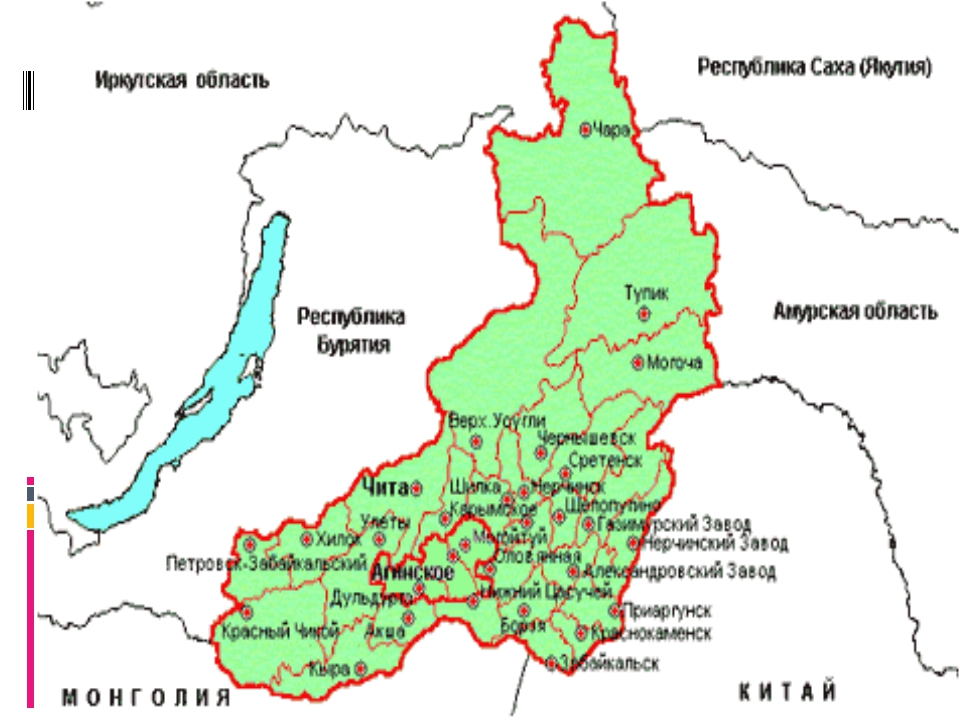 Иркутская область
Республика Саха (Якутия)
Чара
Тупик
Республика
Бурятия
Амурская область
Могоча
Верх. Усугли
Чернышевск
Сретенск
Чита
Шилка
Нерчинск
Карымское
Шелопугино
Улеты
Газимурский Завод
Хилок
Могойтуй
Нерчинский Завод
Оловянная
Петровск-Забайкальский
Агинское
Александровский Завод
Дульдурга
Нижний Цасучей
Приаргунск
Красный Чикой
Акша
Борзя
Краснокаменск
Кыра
Забайкальск
МОНГОЛИЯ
КИТАЙ